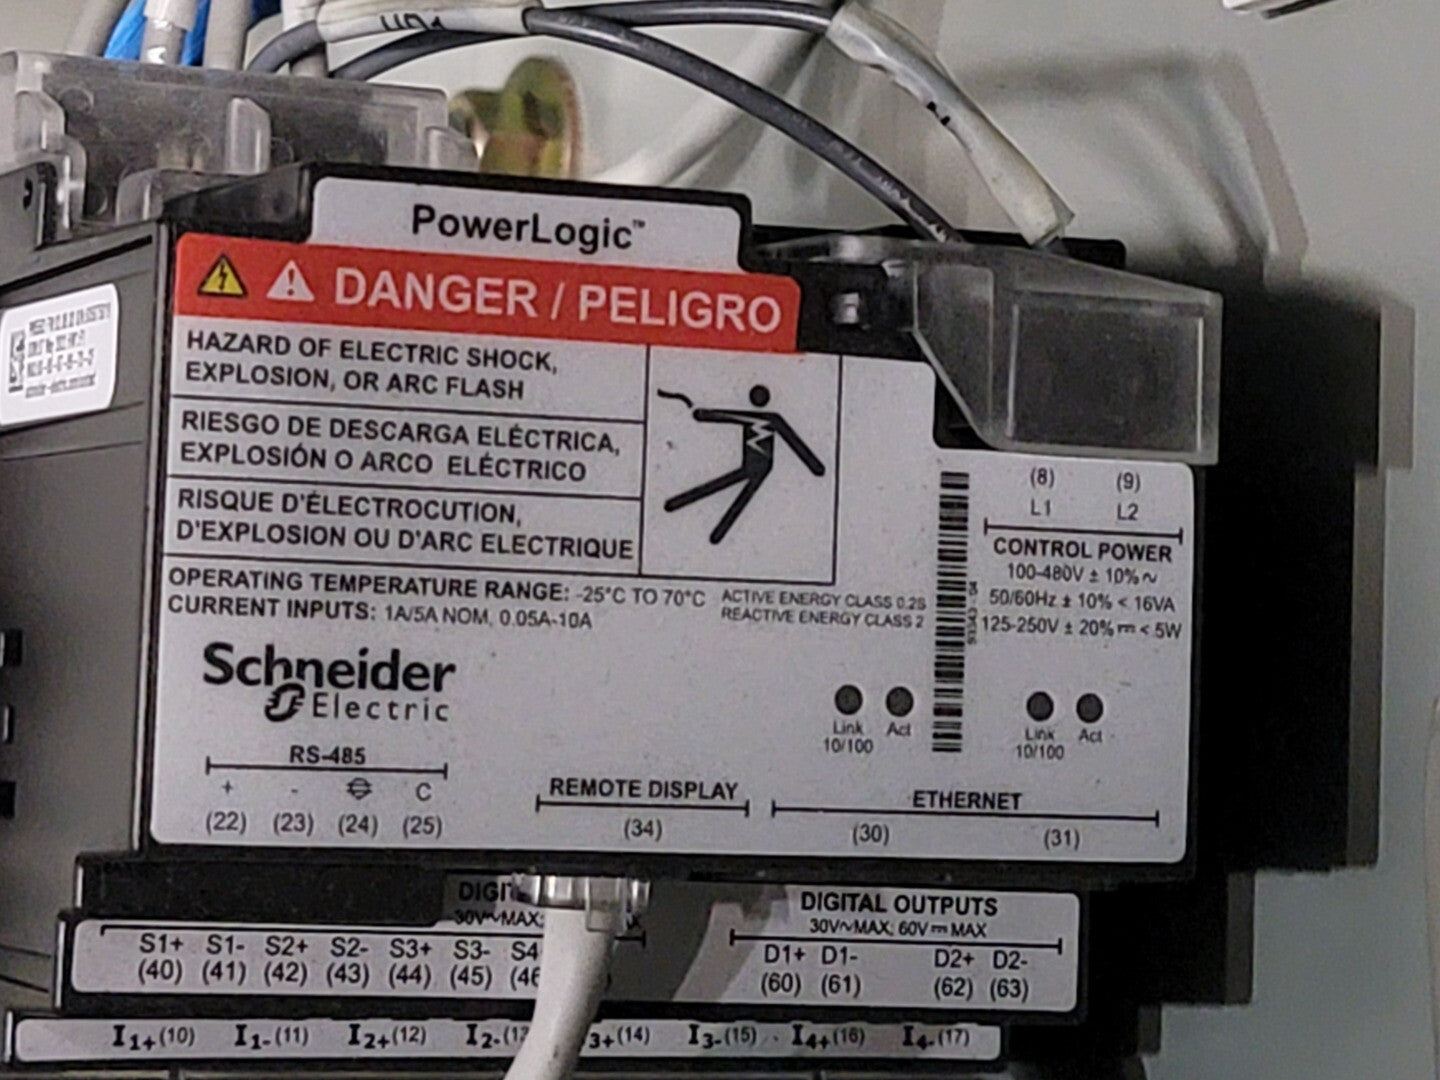 PowerLogic™
DANGER / PELIGRO
HAZARD OF ELECTRIC SHOCK,
EXPLOSION, OR ARC FLASH
RIESGO DE DESCARGA ELÉCTRICA,
EXPLOSIÓN O ARCO ELÉCTRICO
RISQUE D'ÉLECTROCUTION,
D'EXPLOSION OU D'ARC ELECTRIQUE
OPERATING TEMPERATURE RANGE: -25°C TO 70°C
CURRENT INPUTS: 1A/5A NOM, 0.05A-10A
ACTIVE ENERGY CLASS 0.2S
REACTIVE ENERGY CLASS 2
(8) (9)
L1 L2
CONTROL POWER
100-480V ± 10% ~
50/60Hz ± 10% < 16VA
125-250V ± 20% ⎓ < 5W
Schneider
Electric
Link Act
10/100
Link Act
10/100
RS-485
+ - C
(22) (23) (24) (25)
REMOTE DISPLAY
(34)
ETHERNET
(30) (31)
30V~MAX;
S1+ S1- S2+ S2- S3+ S3- S4
(40) (41) (42) (43) (44) (45)
DIGITAL OUTPUTS
30V~MAX; 60V⎓MAX
D1+ D1- D2+ D2-
(60) (61) (62) (63)
I1+(10) I1-(11) I2+(12) I2- 3+(14) I3-(15) I4+(16) I4-(17)